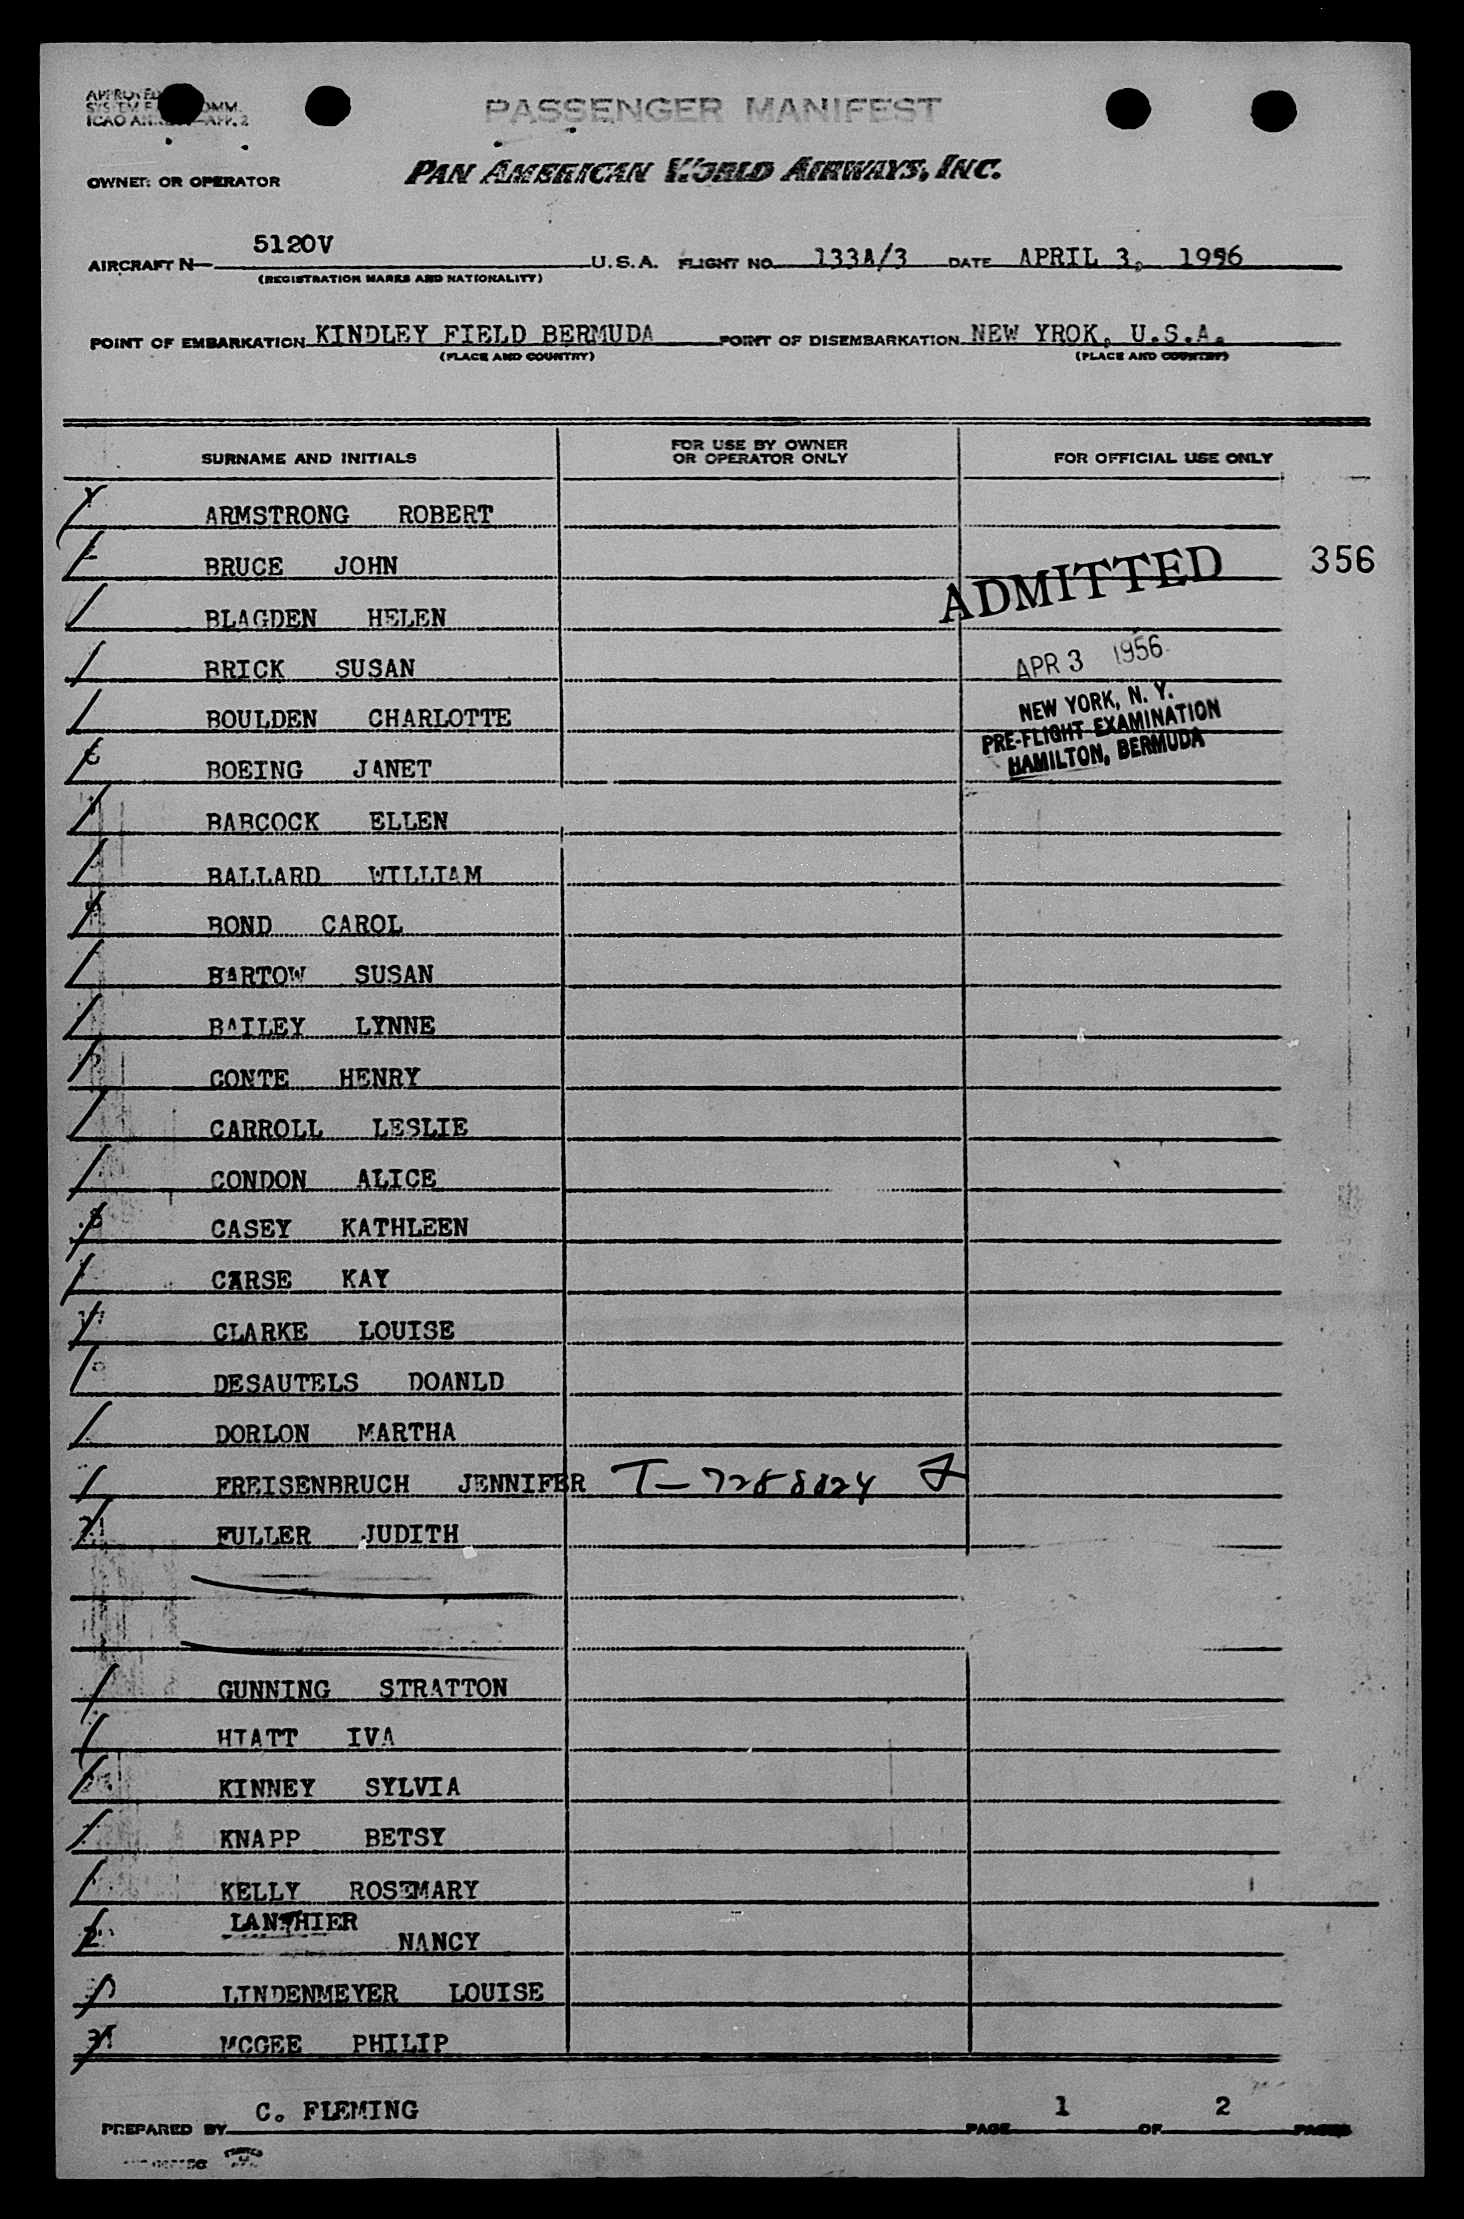 PASSENGER MANIFEST
OWNER OR OPERATOR
PAN AMERICAN WORLD AIRWAYS, INC.
AIRCRAFT N— 5120V U.S.A. FLIGHT NO. 133A/3 DATE APRIL 3, 1956
(REGISTRATION MARKS AND NATIONALITY)
POINT OF EMBARKATION KINDLEY FIELD BERMUDA POINT OF DISEMBARKATION NEW YROK, U.S.A.
(PLACE AND COUNTRY) (PLACE AND COUNTRY)
SURNAME AND INITIALS
FOR USE BY OWNER
OR OPERATOR ONLY
FOR OFFICIAL USE ONLY
ARMSTRONG ROBERT
BRUCE JOHN
356
ADMITTED
BLAGDEN HELEN
BRICK SUSAN
APR 3 1956
BOULDEN CHARLOTTE
NEW YORK, N. Y.
PRE-FLIGHT EXAMINATION
HAMILTON, BERMUDA
BOEING JANET
BABCOCK ELLEN
BALLARD WILLIAM
BOND CAROL
BARTOW SUSAN
BAILEY LYNNE
CONTE HENRY
CARROLL LESLIE
CONDON ALICE
CASEY KATHLEEN
CARSE KAY
CLARKE LOUISE
DESAUTELS DOANLD
DORLON MARTHA
FREISENBRUCH JENNIFER T-7288824
FULLER JUDITH
GUNNING STRATTON
HIATT IVA
KINNEY SYLVIA
KNAPP BETSY
KELLY ROSEMARY
LANTHIER NANCY
LINDENMEYER LOUISE
MCGEE PHILIP
PREPARED BY C. FLEMING PAGE 1 OF 2 PAGES